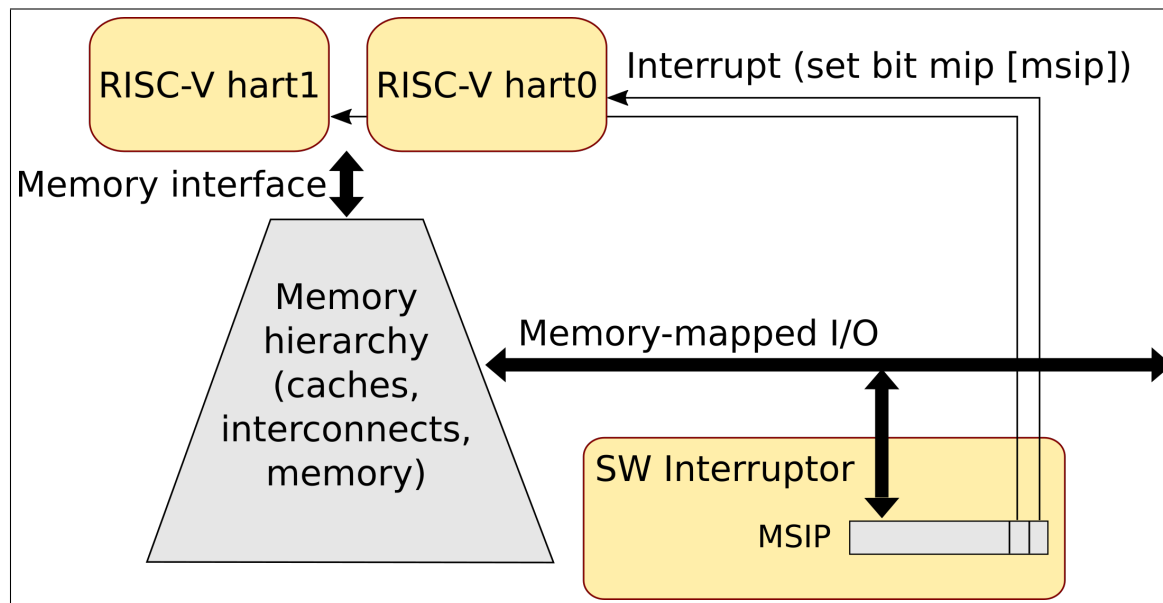 RISC-V hart1
RISC-V hart0
Interrupt (set bit mip [msip])
Memory interface
Memory
hierarchy
(caches,
interconnects,
memory)
Memory-mapped I/O
SW Interruptor
MSIP